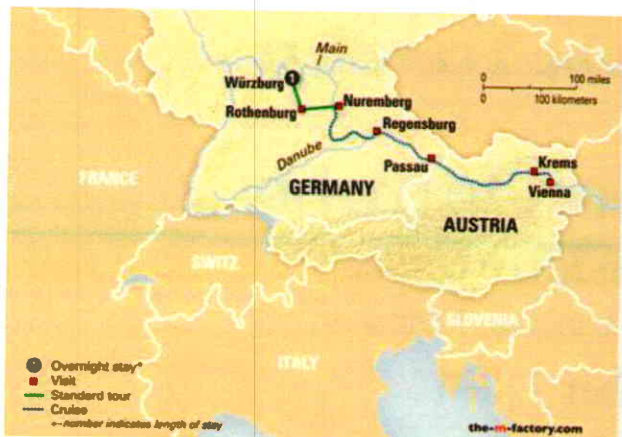 Main
Würzburg
1
Rothenburg
Nuremberg
Regensburg
Danube
Passau
Krems
Vienna
0 100 miles
0 100 kilometers
FRANCE
GERMANY
AUSTRIA
SWITZ
SLOVENIA
ITALY
1 Overnight stay*
Visit
Standard tour
Cruise
*–number indicates length of stay
the-m-factory.com